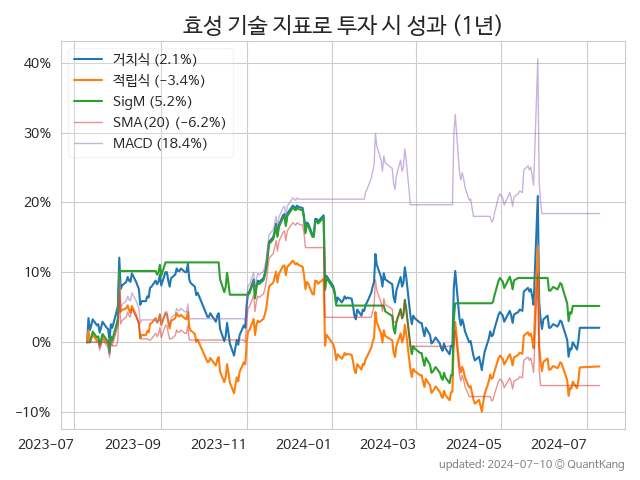 효성 기술 지표로 투자 시 성과 (1년)
거치식 (2.1%)
적립식 (−3.4%)
SigM (5.2%)
SMA(20) (−6.2%)
MACD (18.4%)
40%
30%
20%
10%
0%
−10%
2023-07 2023-09 2023-11 2024-01 2024-03 2024-05 2024-07
updated: 2024-07-10 © QuantKang